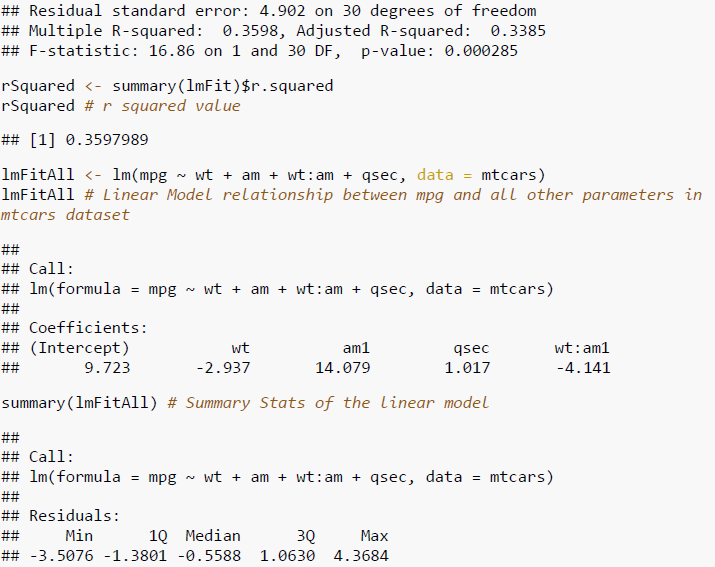 ## Residual standard error: 4.902 on 30 degrees of freedom
## Multiple R-squared:  0.3598, Adjusted R-squared:  0.3385
## F-statistic: 16.86 on 1 and 30 DF,  p-value: 0.000285
rSquared <- summary(lmFit)$r.squared
rSquared # r squared value
## [1] 0.3597989
lmFitAll <- lm(mpg ~ wt + am + wt:am + qsec, data = mtcars)
lmFitAll # Linear Model relationship between mpg and all other parameters in
mtcars dataset
##
## Call:
## lm(formula = mpg ~ wt + am + wt:am + qsec, data = mtcars)
##
## Coefficients:
## (Intercept)           wt          am1         qsec       wt:am1
##       9.723       -2.937       14.079        1.017       -4.141
summary(lmFitAll) # Summary Stats of the linear model
##
## Call:
## lm(formula = mpg ~ wt + am + wt:am + qsec, data = mtcars)
##
## Residuals:
##     Min      1Q  Median      3Q     Max
## -3.5076 -1.3801 -0.5588  1.0630  4.3684